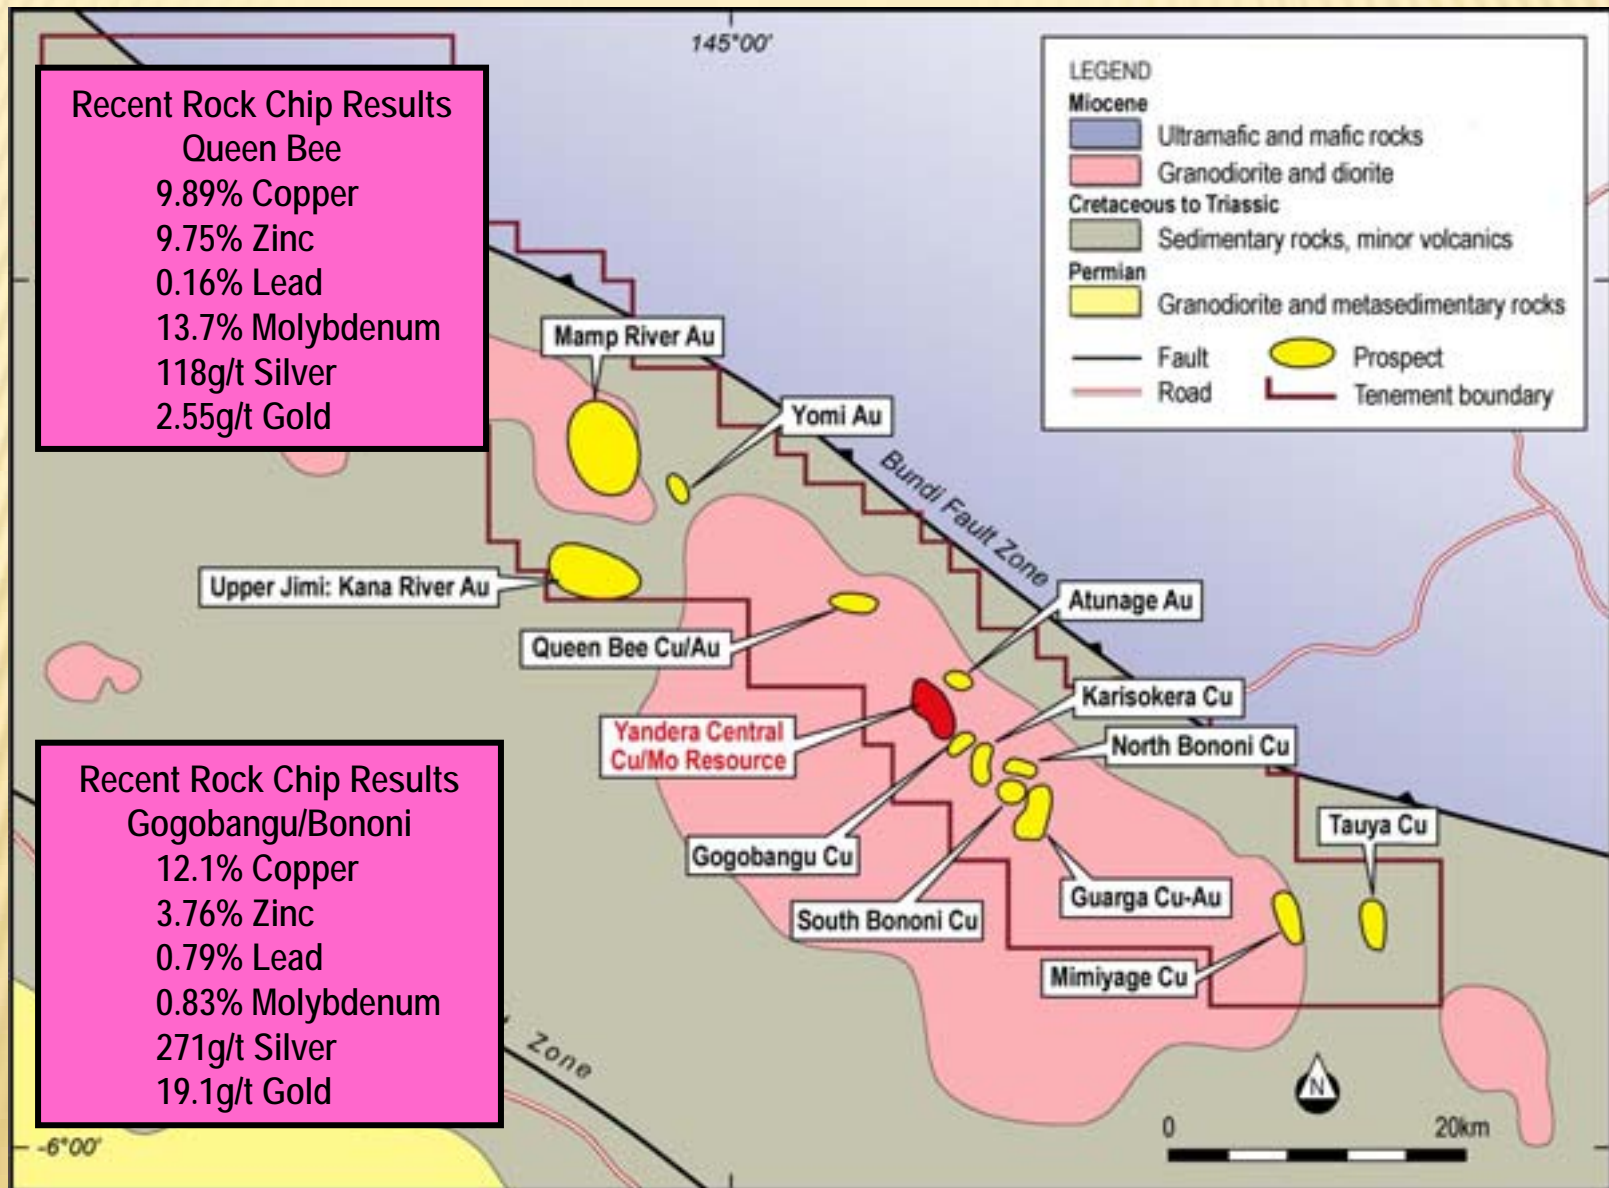 145°00'
Recent Rock Chip Results
Queen Bee
9.89% Copper
9.75% Zinc
0.16% Lead
13.7% Molybdenum
118g/t Silver
2.55g/t Gold
LEGEND
Miocene
Ultramafic and mafic rocks
Granodiorite and diorite
Cretaceous to Triassic
Sedimentary rocks, minor volcanics
Permian
Granodiorite and metasedimentary rocks
Fault
Prospect
Road
Tenement boundary
Mamp River Au
Yomi Au
Bundi Fault Zone
Upper Jimi: Kana River Au
Atunage Au
Queen Bee Cu/Au
Karisokera Cu
Yandera Central
Cu/Mo Resource
North Bononi Cu
Tauya Cu
Gogobangu Cu
Guarga Cu-Au
South Bononi Cu
Mimiyage Cu
Recent Rock Chip Results
Gogobangu/Bononi
12.1% Copper
3.76% Zinc
0.79% Lead
0.83% Molybdenum
271g/t Silver
19.1g/t Gold
Zone
N
0 20km
-6°00'